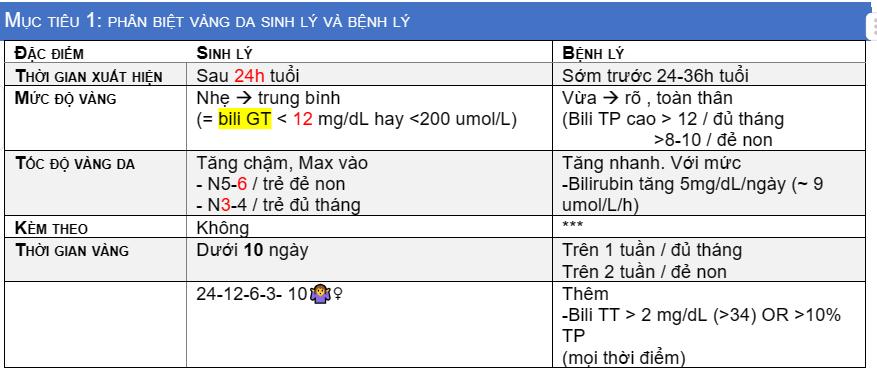 MỤC TIÊU 1: PHÂN BIỆT VÀNG DA SINH LÝ VÀ BỆNH LÝ
ĐẶC ĐIỂM SINH LÝ BỆNH LÝ
THỜI GIAN XUẤT HIỆN Sau 24h tuổi Sớm trước 24-36h tuổi
MỨC ĐỘ VÀNG Nhẹ → trung bình Vừa → rõ , toàn thân
(= bili GT < 12 mg/dL hay <200 umol/L) (Bili TP cao > 12 / đủ tháng
>8-10 / đẻ non
TỐC ĐỘ VÀNG DA Tăng chậm, Max vào Tăng nhanh. Với mức
- N5-6 / trẻ đẻ non -Bilirubin tăng 5mg/dL/ngày (~ 9
- N3-4 / trẻ đủ tháng umol/L/h)
KÈM THEO Không ***
THỜI GIAN VÀNG Dưới 10 ngày Trên 1 tuần / đủ tháng
Trên 2 tuần / đẻ non
24-12-6-3- 10🤷♀ Thêm
-Bili TT > 2 mg/dL (>34) OR >10%
TP
(mọi thời điểm)